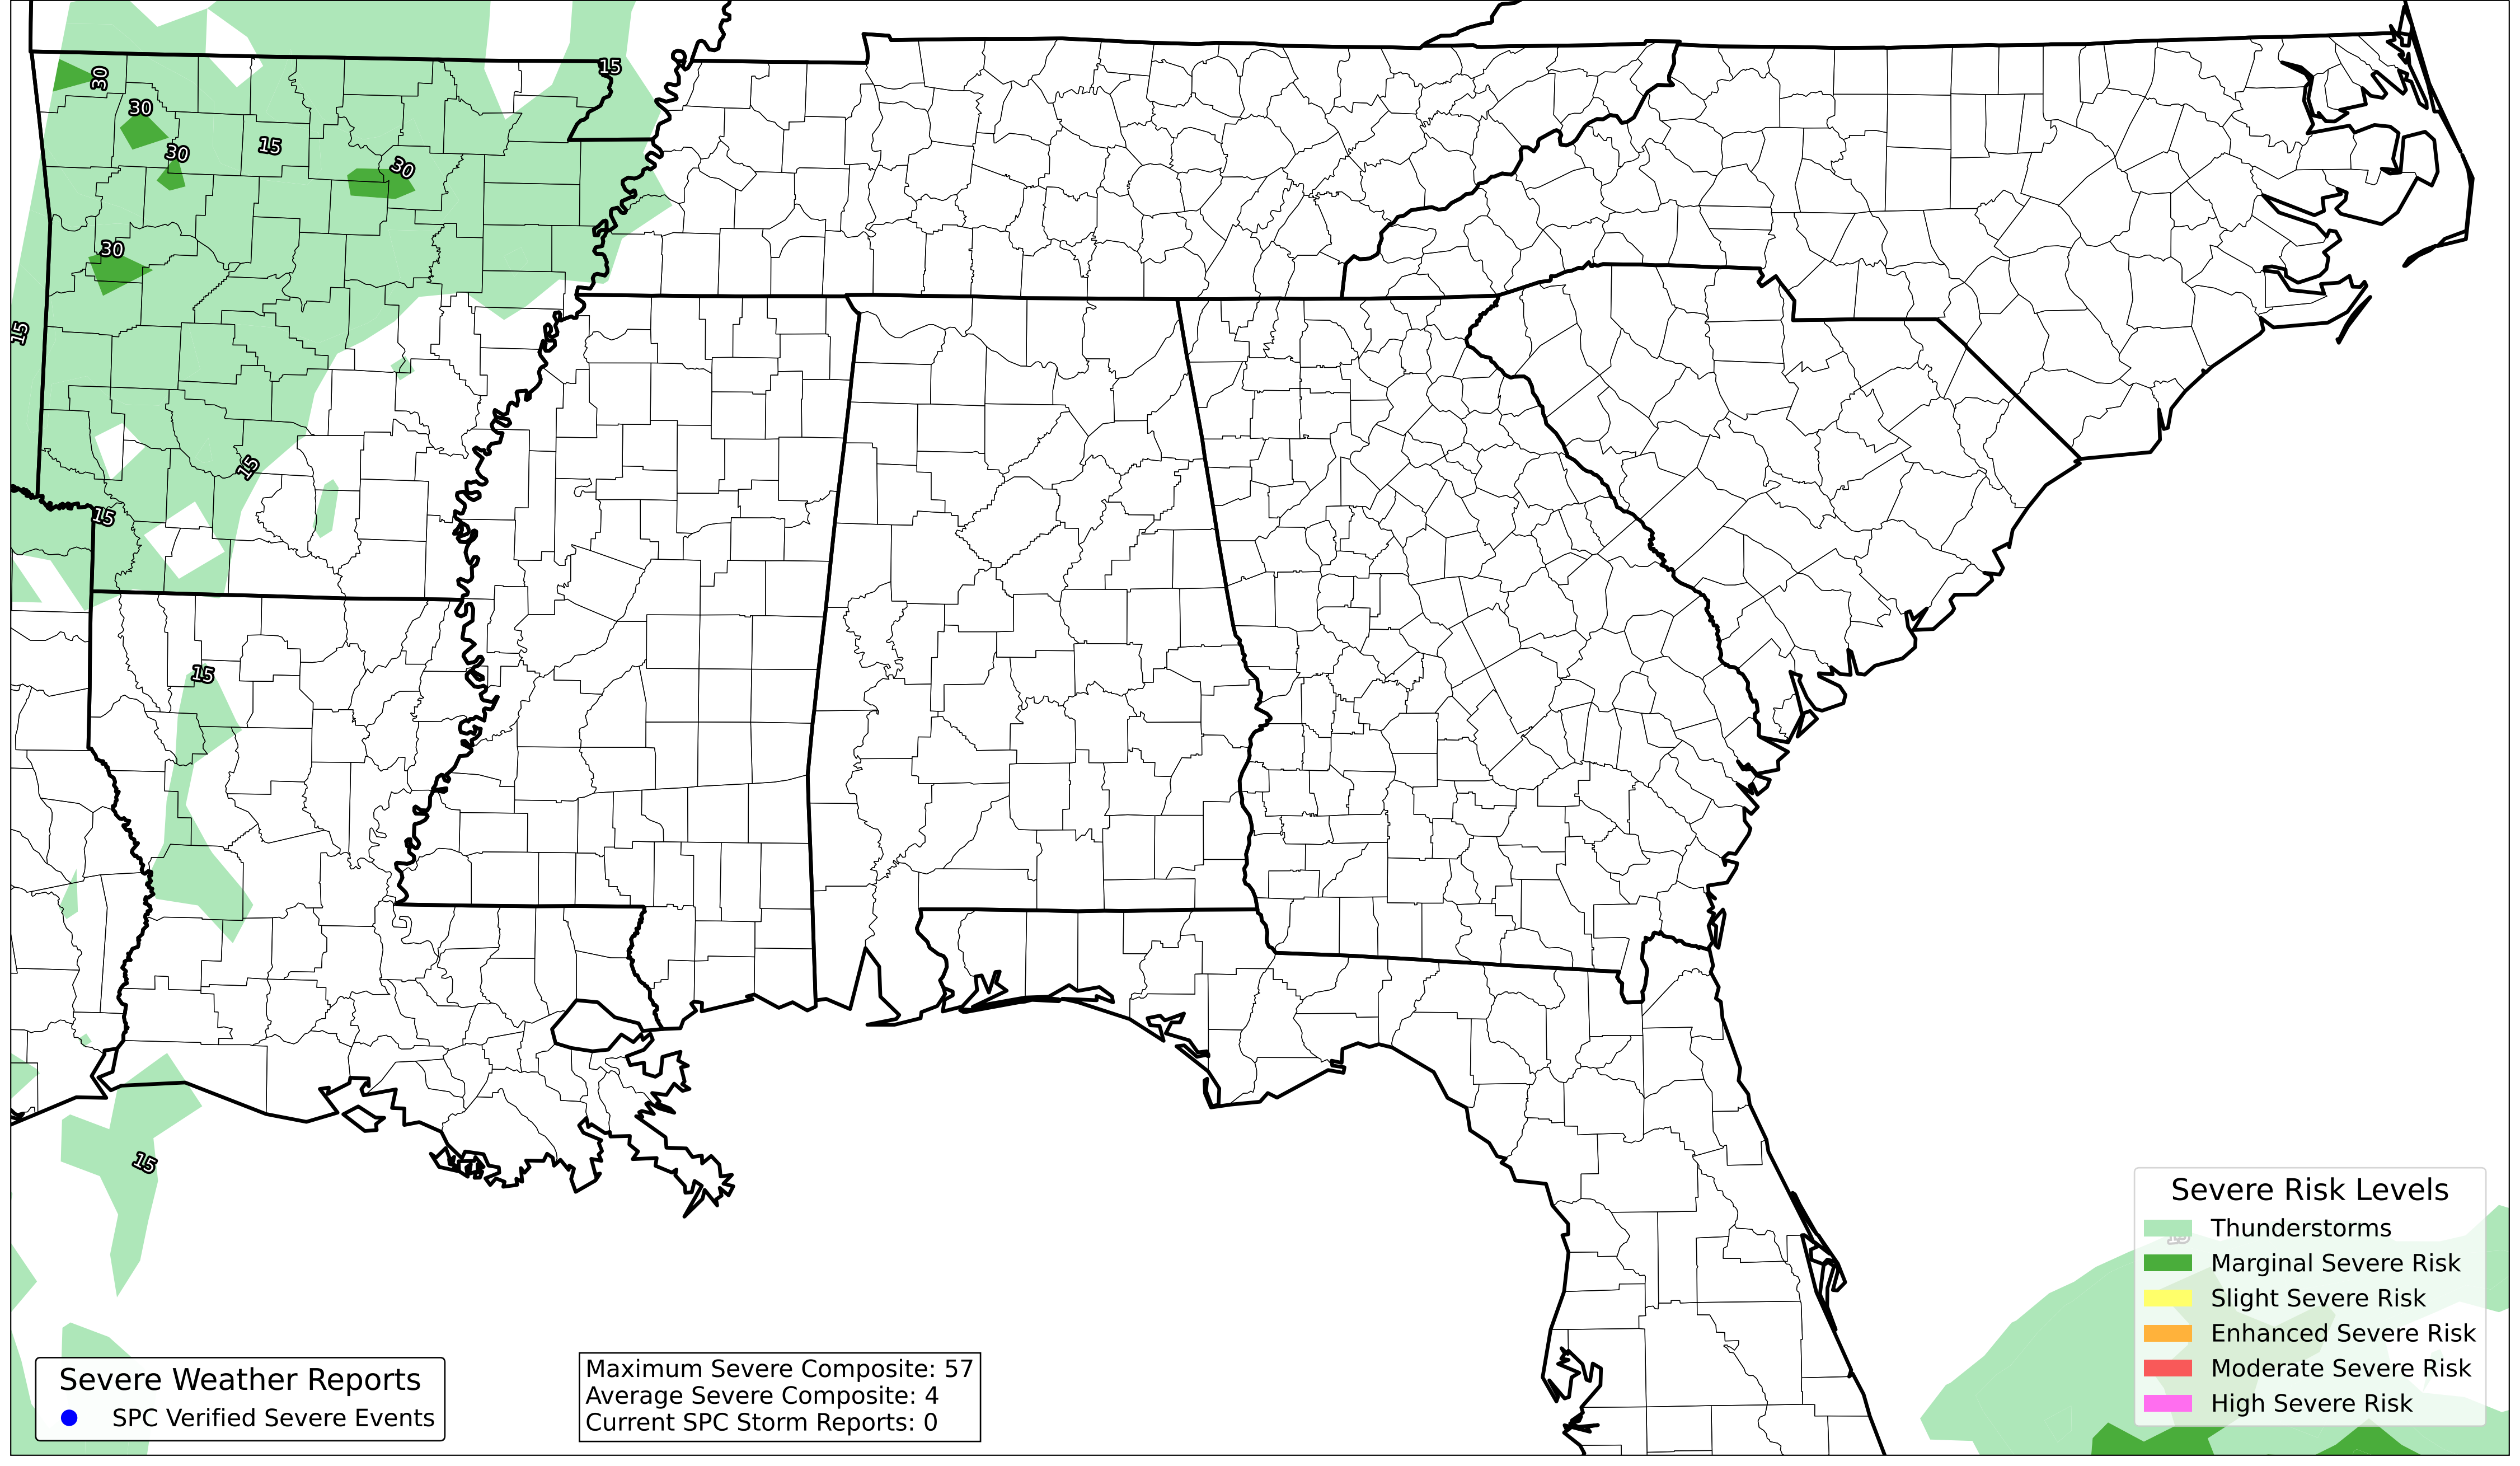 15
30
30
30
15
30
30
15
15
15
15
15
Severe Risk Levels
Thunderstorms
Marginal Severe Risk
Slight Severe Risk
Enhanced Severe Risk
Moderate Severe Risk
High Severe Risk
Severe Weather Reports
SPC Verified Severe Events
Maximum Severe Composite: 57
Average Severe Composite: 4
Current SPC Storm Reports: 0